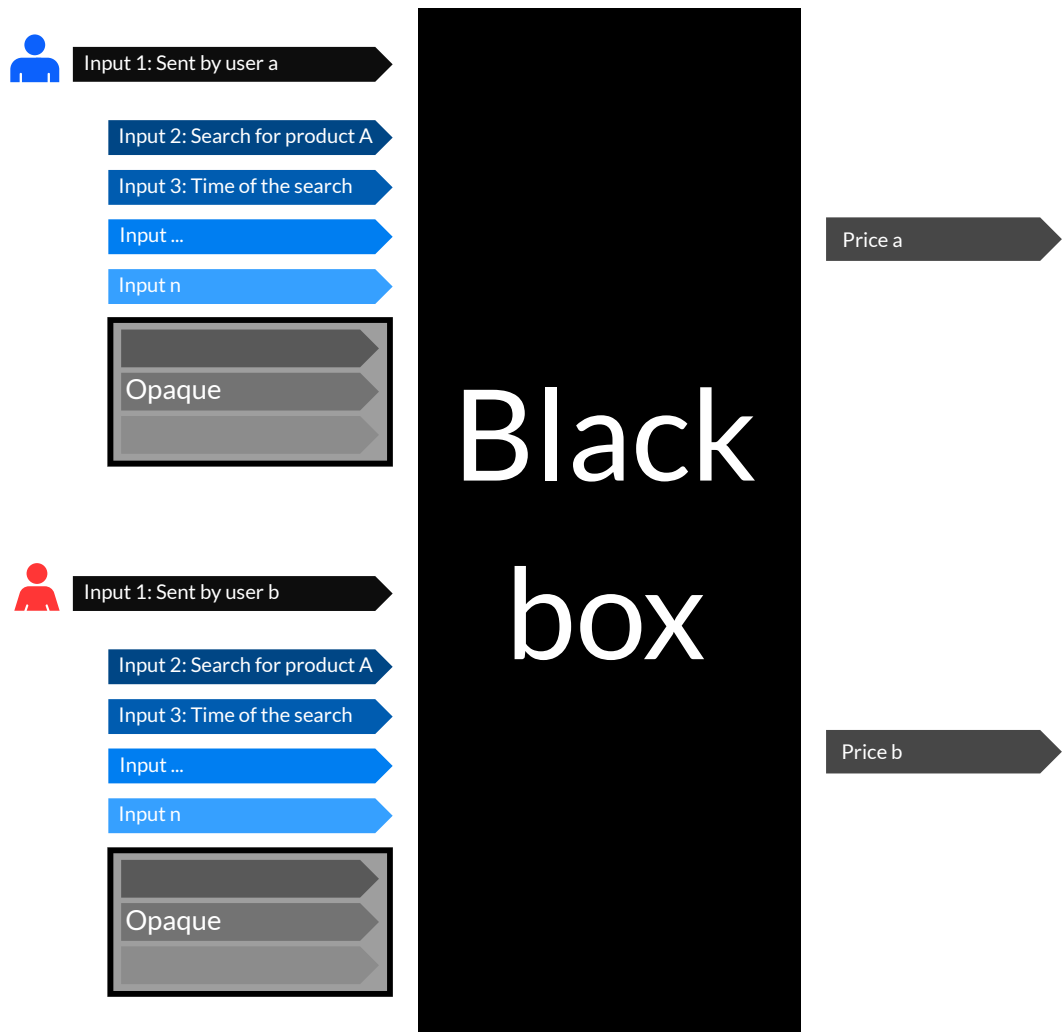 Input 1: Sent by user a
Input 2: Search for product A
Input 3: Time of the search
Input ...
Input n
Opaque
Black
box
Price a
Input 1: Sent by user b
Input 2: Search for product A
Input 3: Time of the search
Input ...
Input n
Opaque
Price b